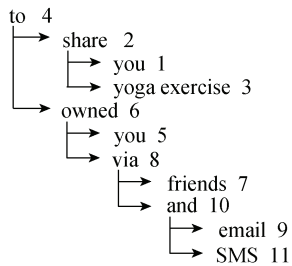 to 4
share 2
you 1
yoga exercise 3
owned 6
you 5
via 8
friends 7
and 10
email 9
SMS 11